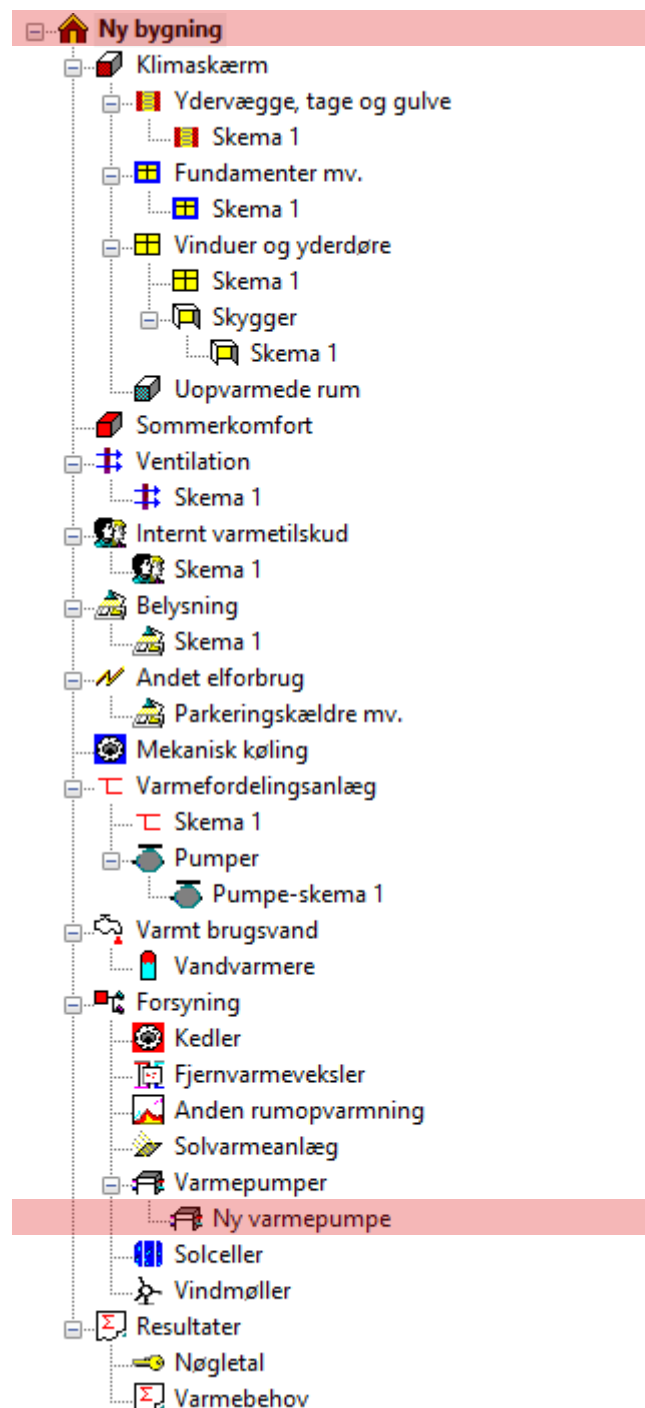 Ny bygning
Klimaskærm
Ydervægge, tage og gulve
Skema 1
Fundamenter mv.
Skema 1
Vinduer og yderdøre
Skema 1
Skygger
Skema 1
Uopvarmede rum
Sommerkomfort
Ventilation
Skema 1
Internt varmetilskud
Skema 1
Belysning
Skema 1
Andet elforbrug
Parkeringskældre mv.
Mekanisk køling
Varmefordelingsanlæg
Skema 1
Pumper
Pumpe-skema 1
Varmt brugsvand
Vandvarmere
Forsyning
Kedler
Fjernvarmeveksler
Anden rumopvarmning
Solvarmeanlæg
Varmepumper
Ny varmepumpe
Solceller
Vindmøller
Resultater
Nøgletal
Varmebehov